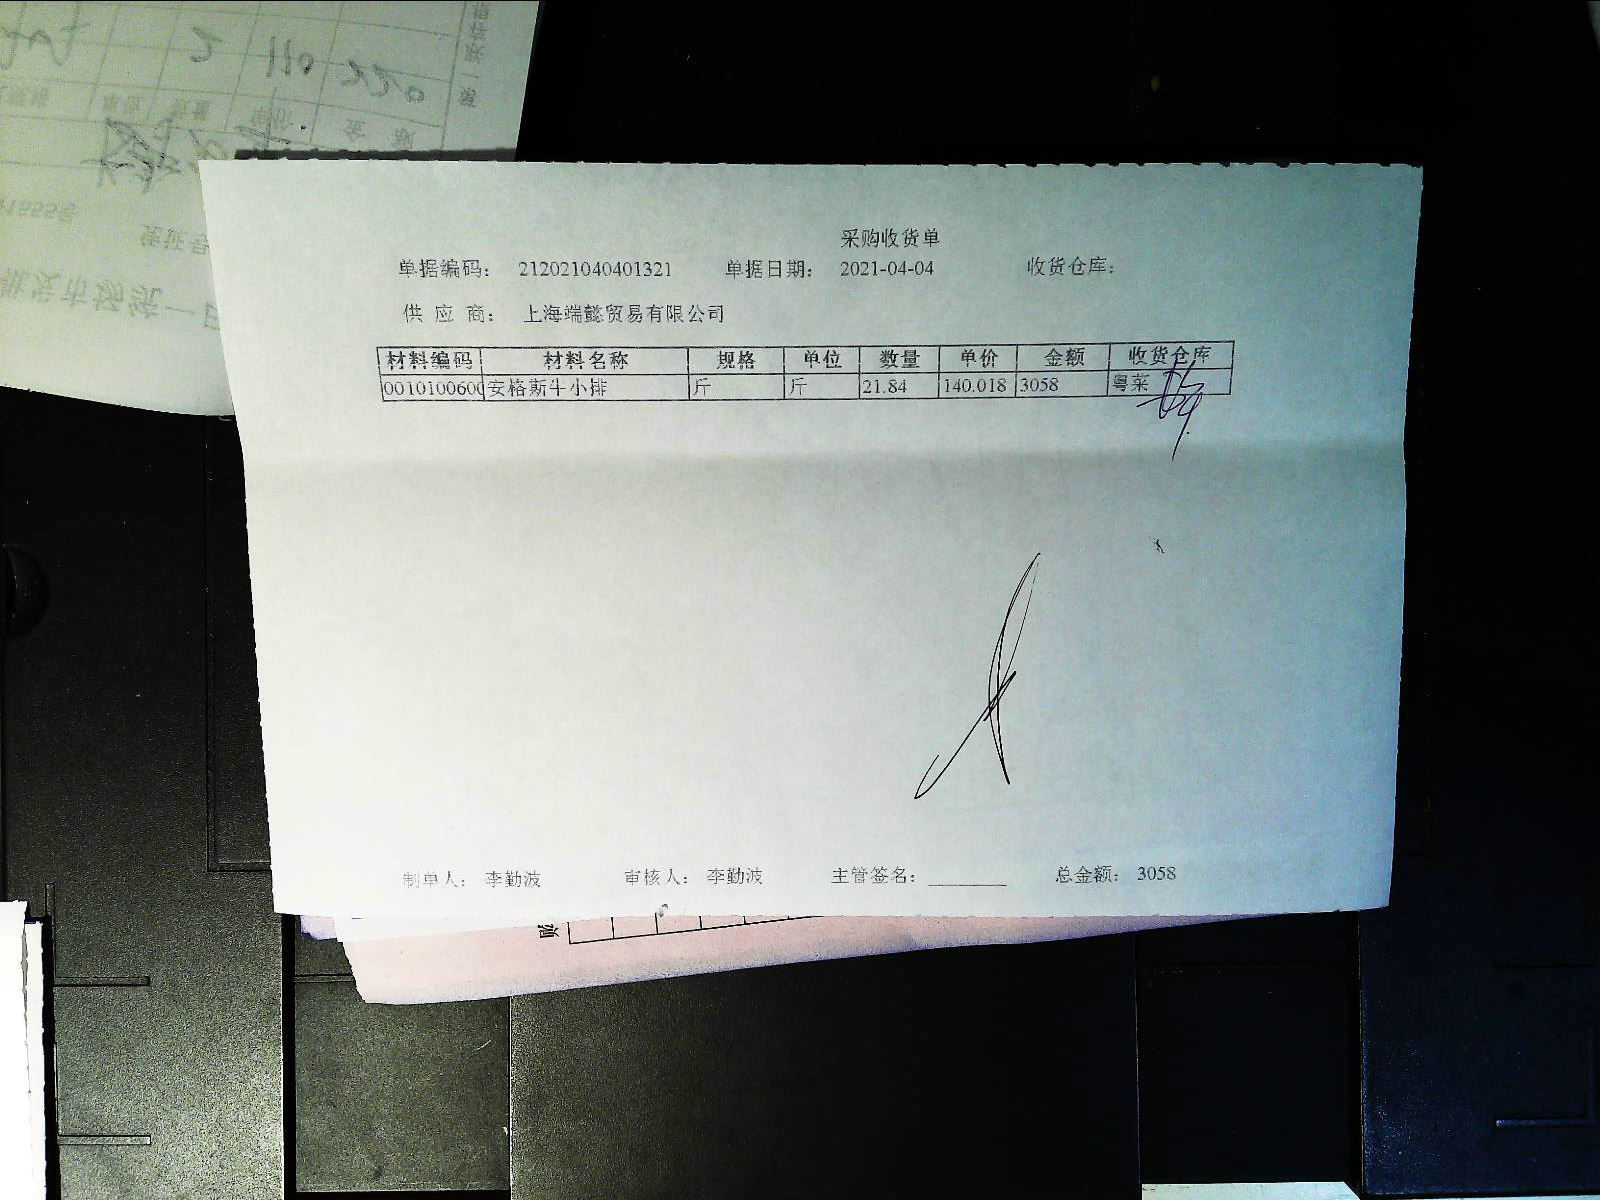 采购收货单
单据编码： 212021040401321 单据日期： 2021-04-04 收货仓库：
供 应 商： 上海端懿贸易有限公司
材料编码 材料名称 规格 单位 数量 单价 金额 收货仓库
0010100600 安格斯牛小排 斤 斤 21.84 140.018 3058 粤菜
制单人： 李勤波 审核人： 李勤波 主管签名：________ 总金额： 3058